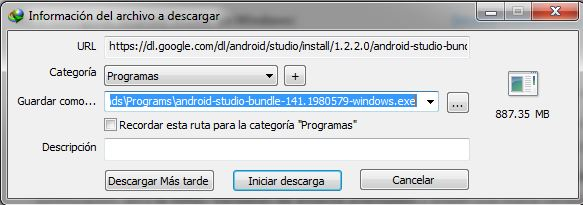 Información del archivo a descargar
URL https://dl.google.com/dl/android/studio/install/1.2.2.0/android-studio-bund
Categoría Programas +
Guardar como... ds\Programs\android-studio-bundle-141.1980579-windows.exe ...
Recordar esta ruta para la categoría "Programas"
887.35 MB
Descripción
Descargar Más tarde Iniciar descarga Cancelar